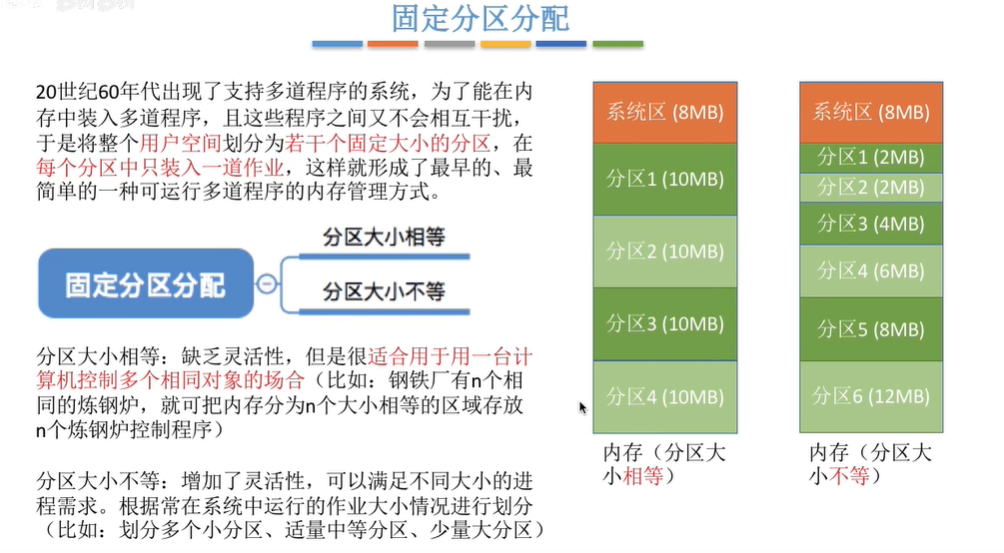 固定分区分配
20世纪60年代出现了支持多道程序的系统，为了能在内
存中装入多道程序，且这些程序之间又不会相互干扰，
于是将整个用户空间划分为若干个固定大小的分区，在
每个分区中只装入一道作业，这样就形成了最早的、最
简单的一种可运行多道程序的内存管理方式。
固定分区分配
分区大小相等
分区大小不等
分区大小相等：缺乏灵活性，但是很适合用于用一台计
算机控制多个相同对象的场合（比如：钢铁厂有n个相
同的炼钢炉，就可把内存分为n个大小相等的区域存放
n个炼钢炉控制程序）
分区大小不等：增加了灵活性，可以满足不同大小的进
程需求。根据常在系统中运行的作业大小情况进行划分
（比如：划分多个小分区、适量中等分区、少量大分区）
系统区 (8MB)
分区1 (10MB)
分区2 (10MB)
分区3 (10MB)
分区4 (10MB)
内存（分区大
小相等）
系统区 (8MB)
分区1 (2MB)
分区2 (2MB)
分区3 (4MB)
分区4 (6MB)
分区5 (8MB)
分区6 (12MB)
内存（分区大
小不等）